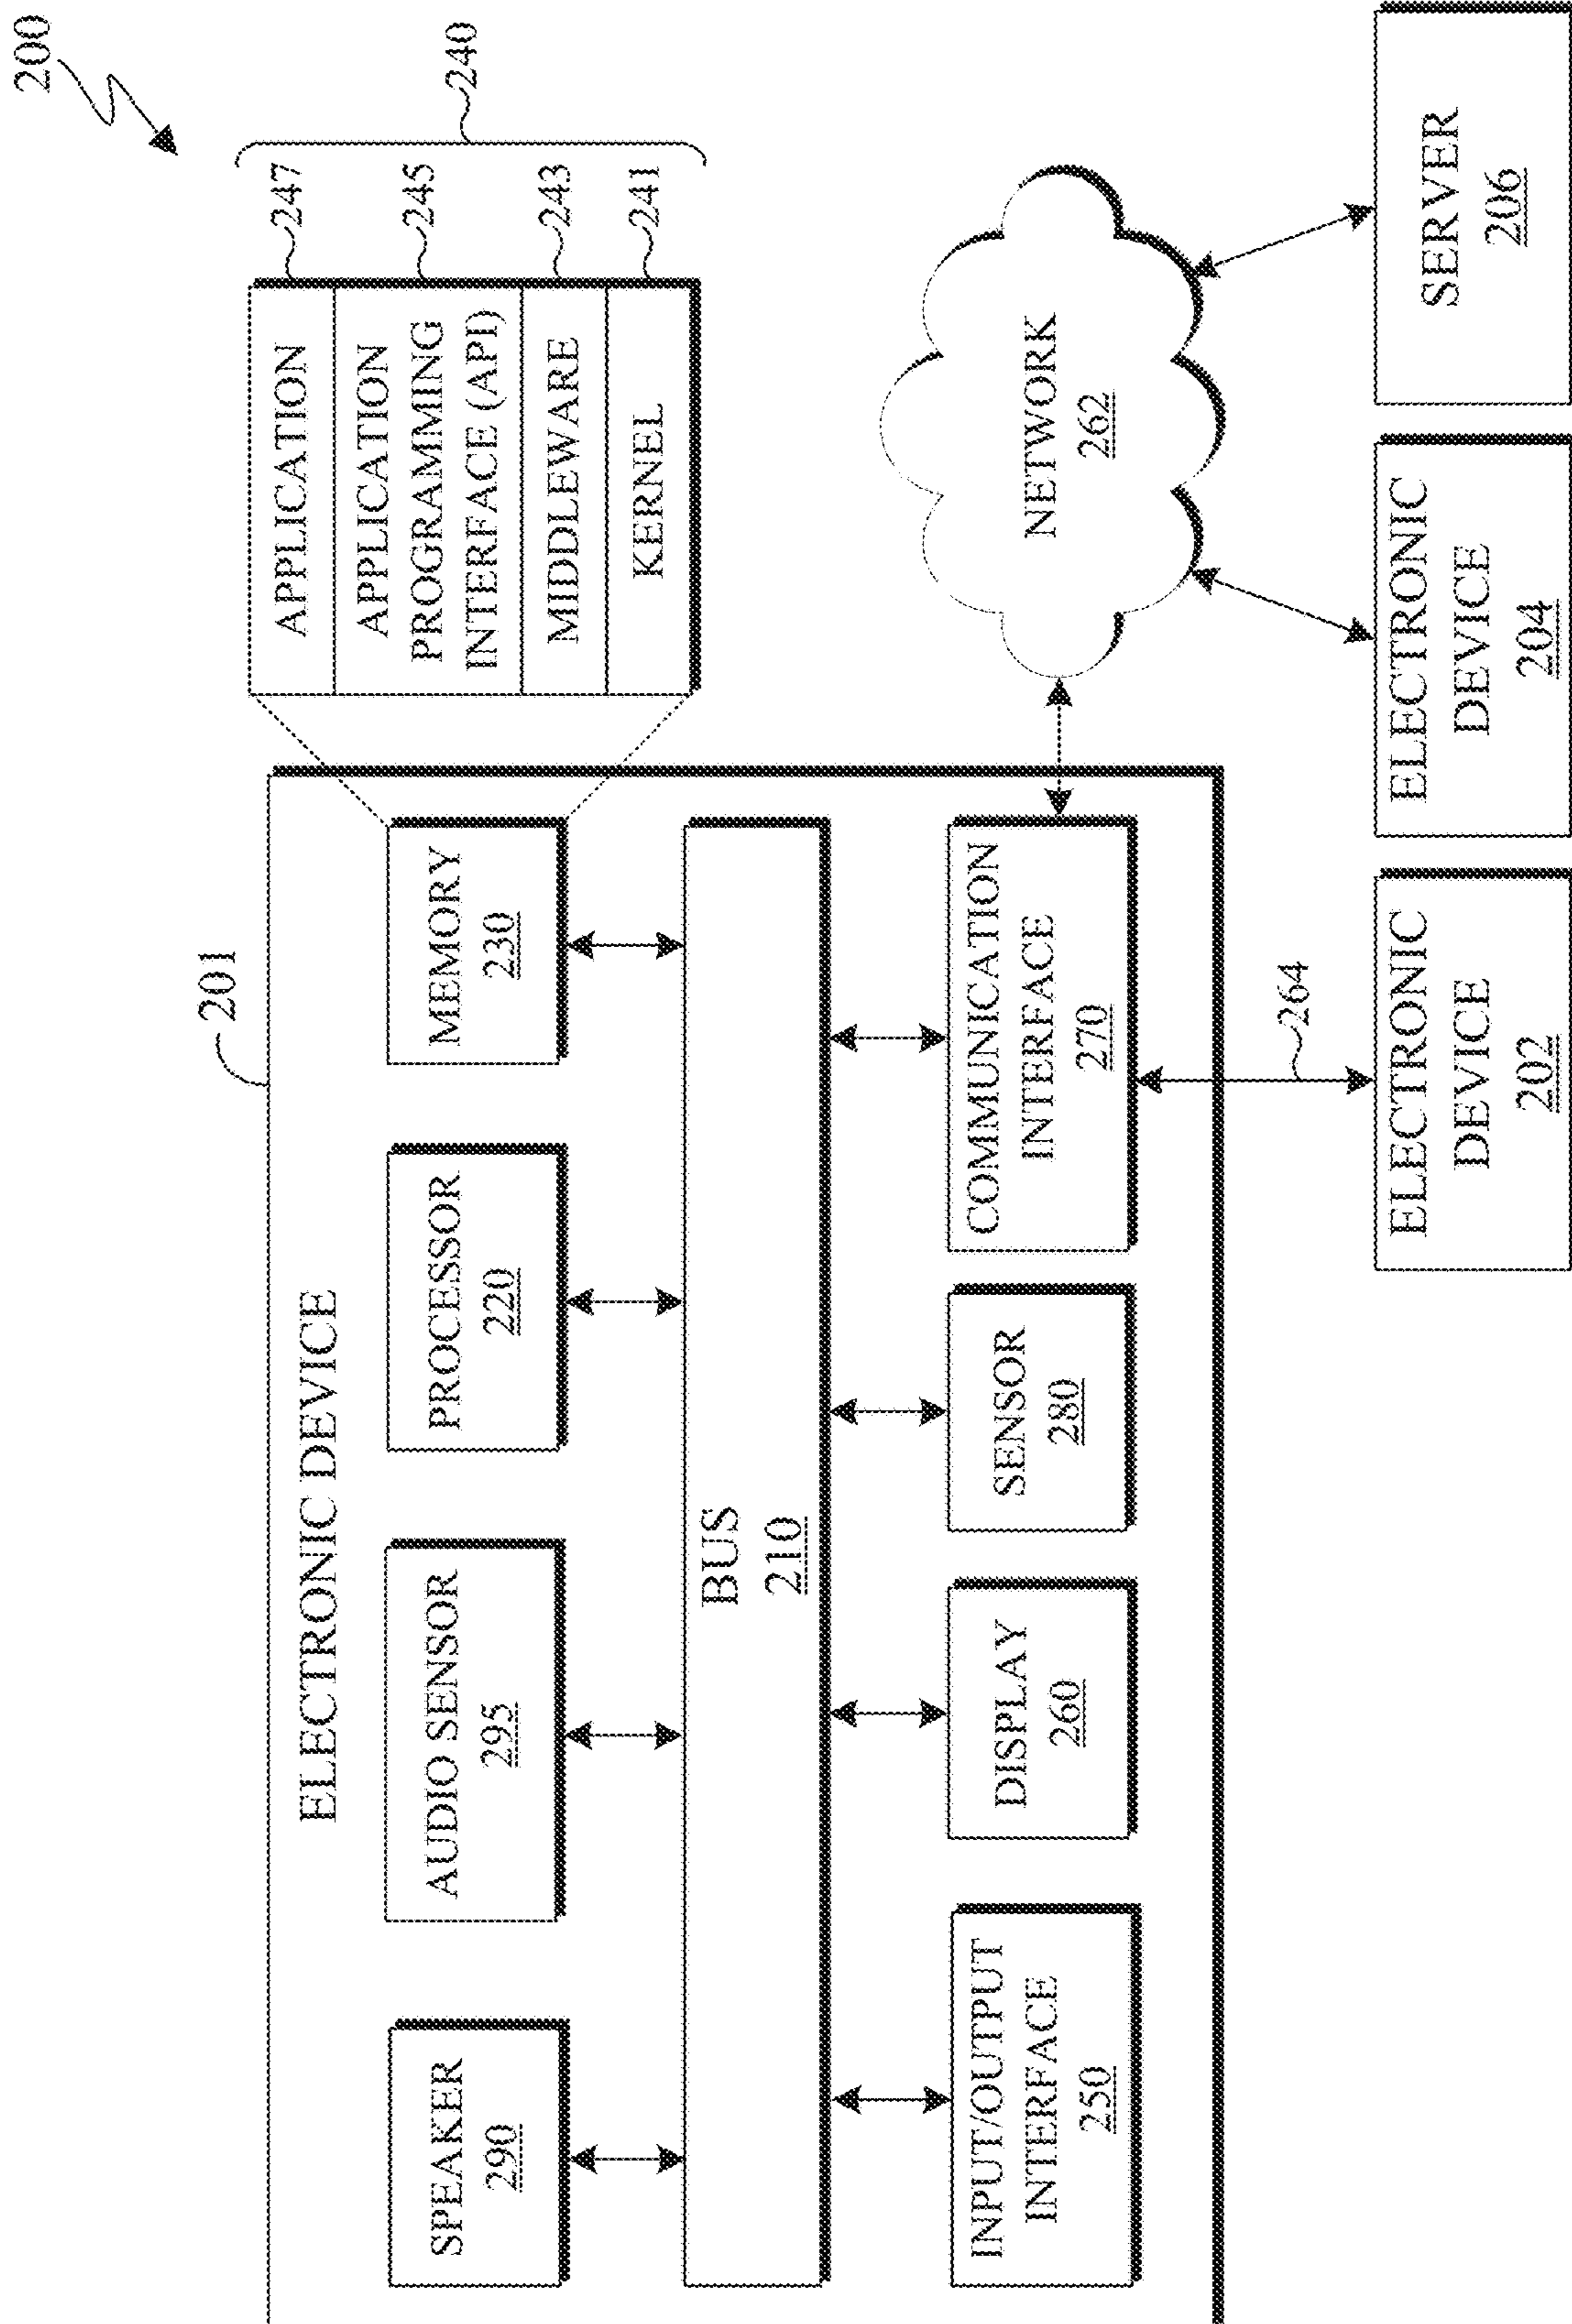 200
201
ELECTRONIC DEVICE
SPEAKER
290
AUDIO SENSOR
295
PROCESSOR
220
MEMORY
230
APPLICATION
247
APPLICATION
PROGRAMMING
INTERFACE (API)
245
MIDDLEWARE
243
KERNEL
241
240
BUS
210
INPUT/OUTPUT
INTERFACE
250
DISPLAY
260
SENSOR
280
COMMUNICATION
INTERFACE
270
NETWORK
262
264
ELECTRONIC
DEVICE
202
ELECTRONIC
DEVICE
204
SERVER
206